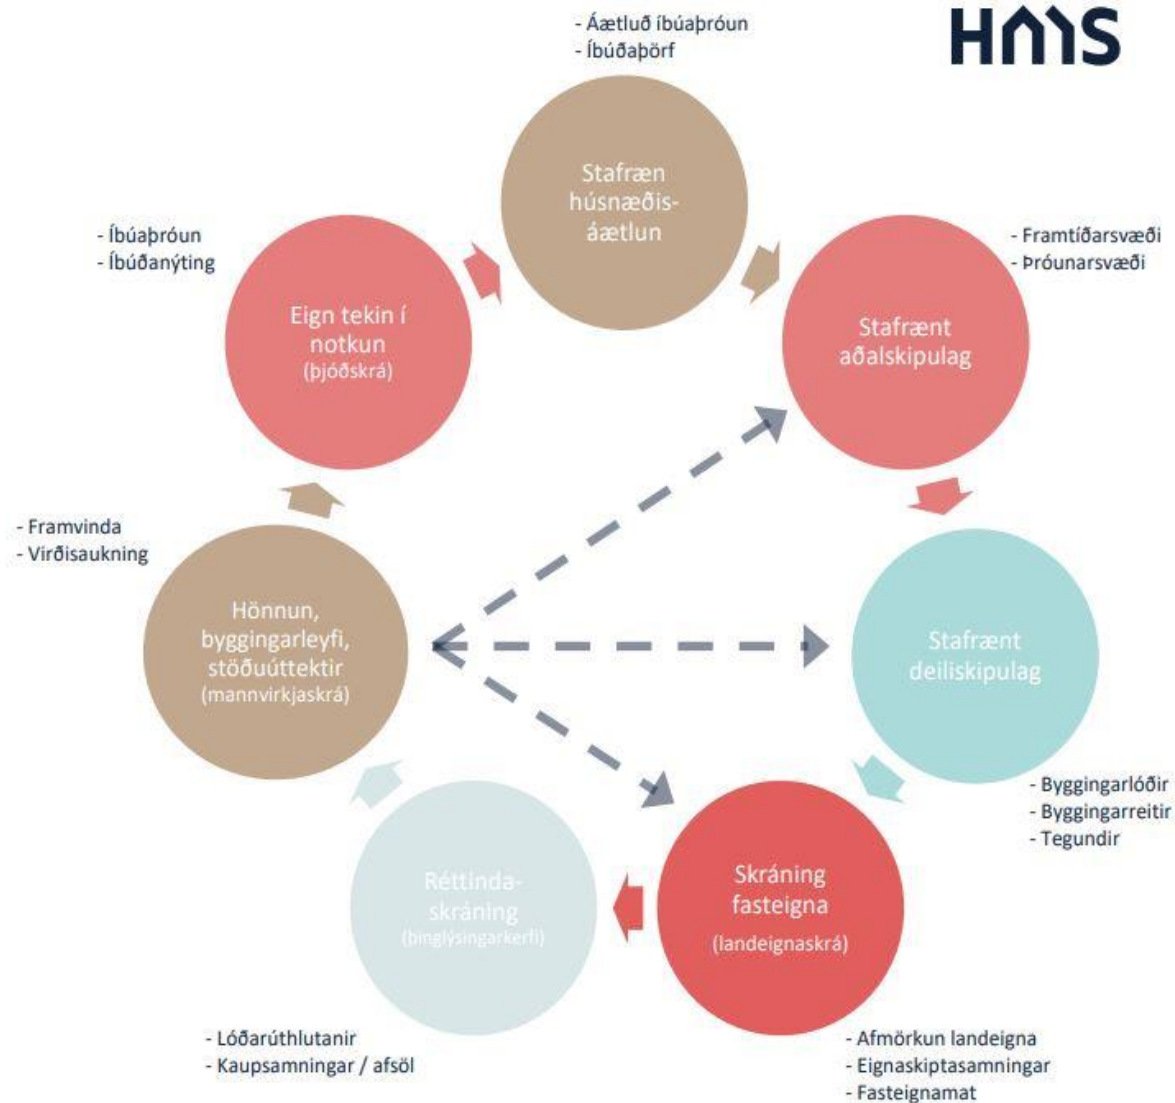 HMS
- Áætluð íbúaþróun
- Íbúðaþörf
Stafræn
húsnæðis-
áætlun
- Framtíðarsvæði
- Þróunarsvæði
Stafrænt
aðalskipulag
Stafrænt
deiliskipulag
- Byggingarlóðir
- Byggingarreitir
- Tegundir
Skráning
fasteigna
(landeignaskrá)
- Afmörkun landeigna
- Eignaskiptasamningar
- Fasteignamat
Réttinda-
skráning
(þinglýsingarkerfi)
- Lóðarúthlutanir
- Kaupsamningar / afsöl
Hönnun,
byggingarleyfi,
stöðuúttektir
(mannvirkjaskrá)
- Framvinda
- Virðisaukning
Eign tekin í
notkun
(þjóðskrá)
- Íbúaþróun
- Íbúðanýting